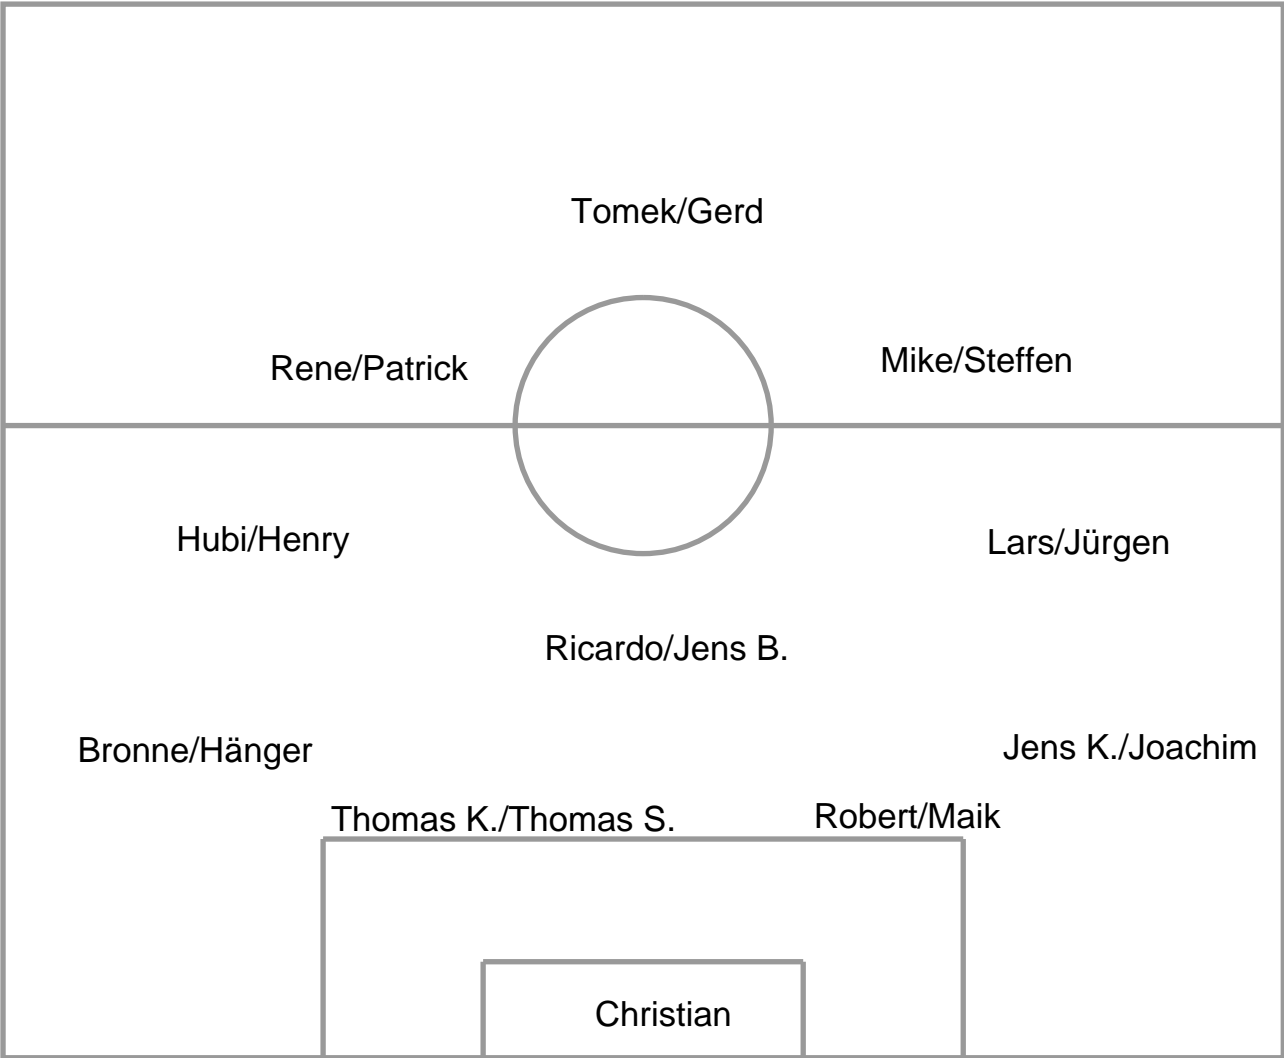 Tomek/Gerd
Rene/Patrick
Mike/Steffen
Hubi/Henry
Lars/Jürgen
Ricardo/Jens B.
Bronne/Hänger
Jens K./Joachim
Thomas K./Thomas S.
Robert/Maik
Christian